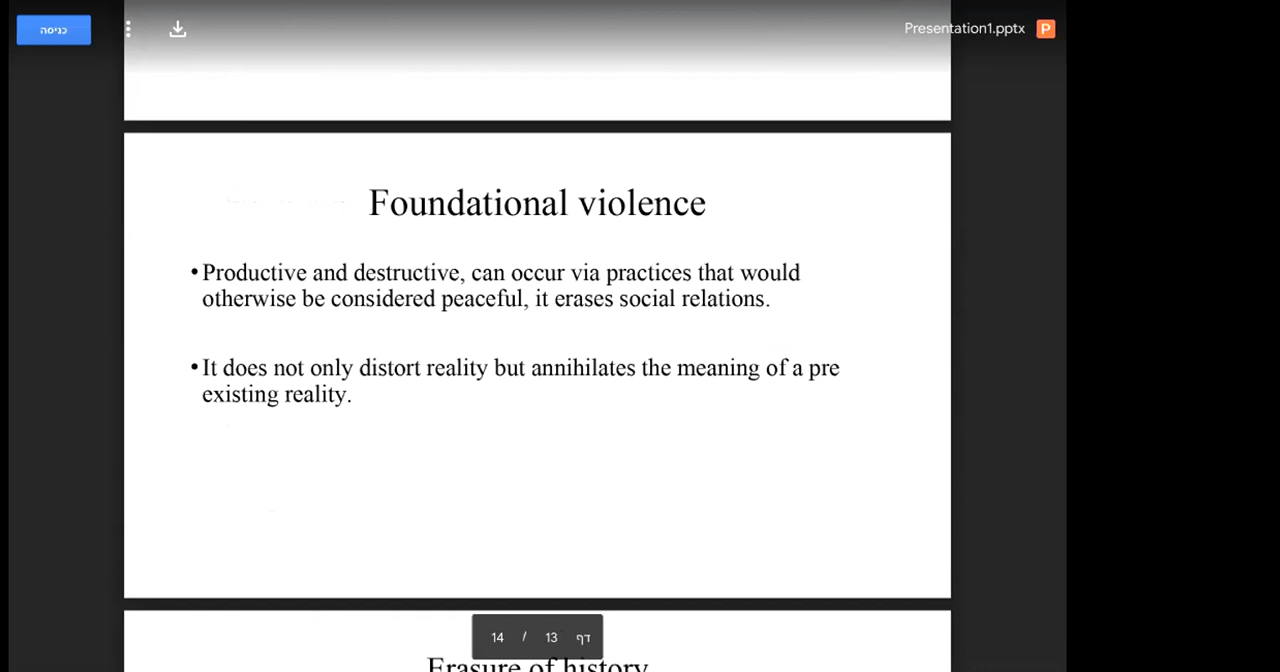 כניסה
Presentation1.pptx P
Foundational violence
•Productive and destructive, can occur via practices that would
otherwise be considered peaceful, it erases social relations.
•It does not only distort reality but annihilates the meaning of a pre
existing reality.
דף 13 / 14
Erasure of history